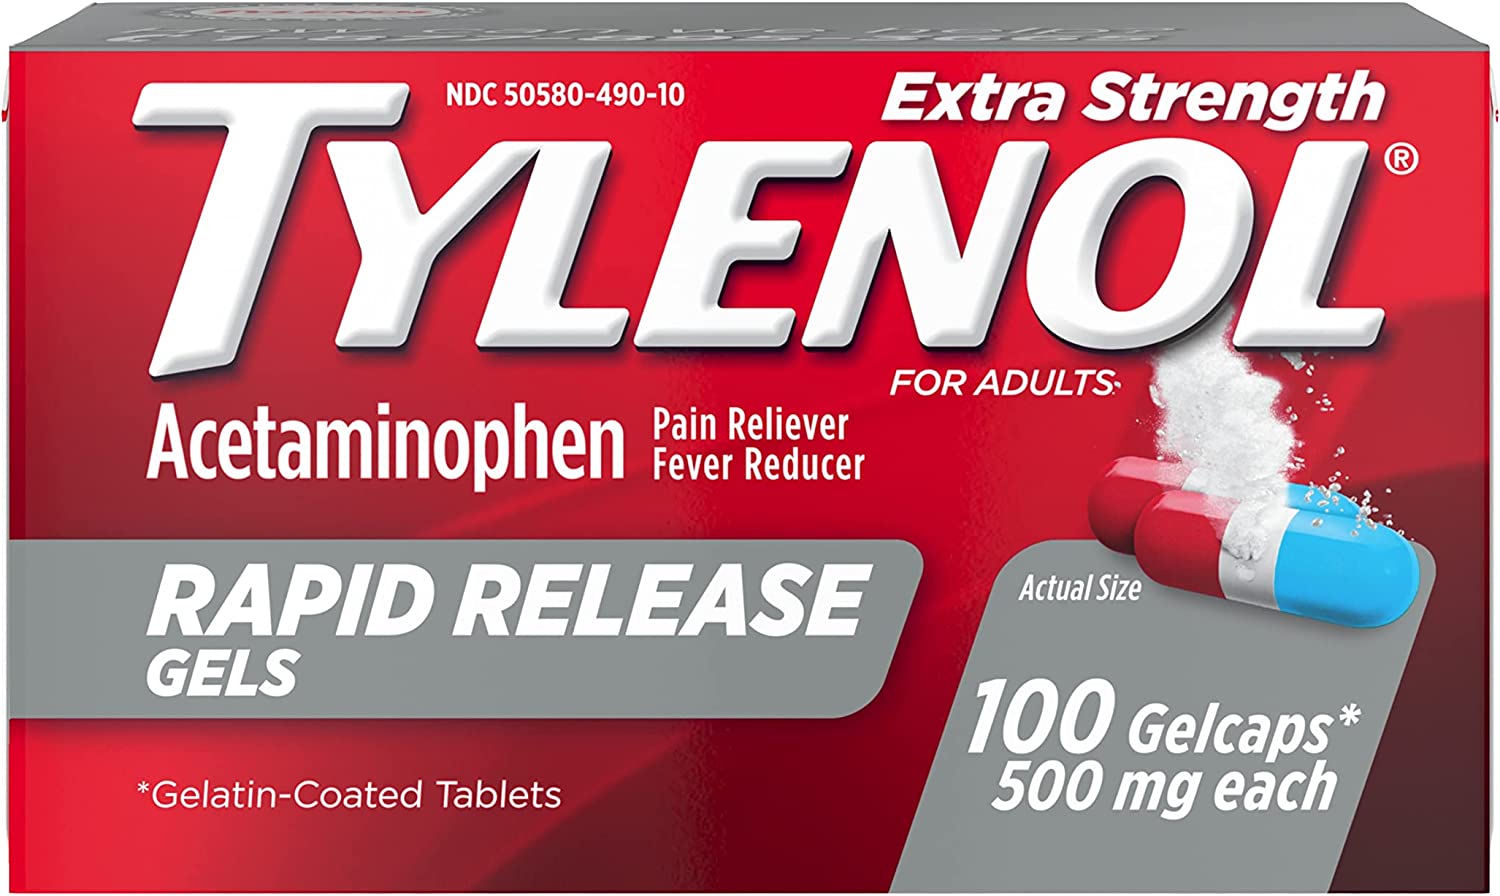 NDC 50580-490-10
Extra Strength
TYLENOL®
FOR ADULTS
Acetaminophen
Pain Reliever
Fever Reducer
RAPID RELEASE
GELS
Actual Size
100 Gelcaps*
500 mg each
*Gelatin-Coated Tablets